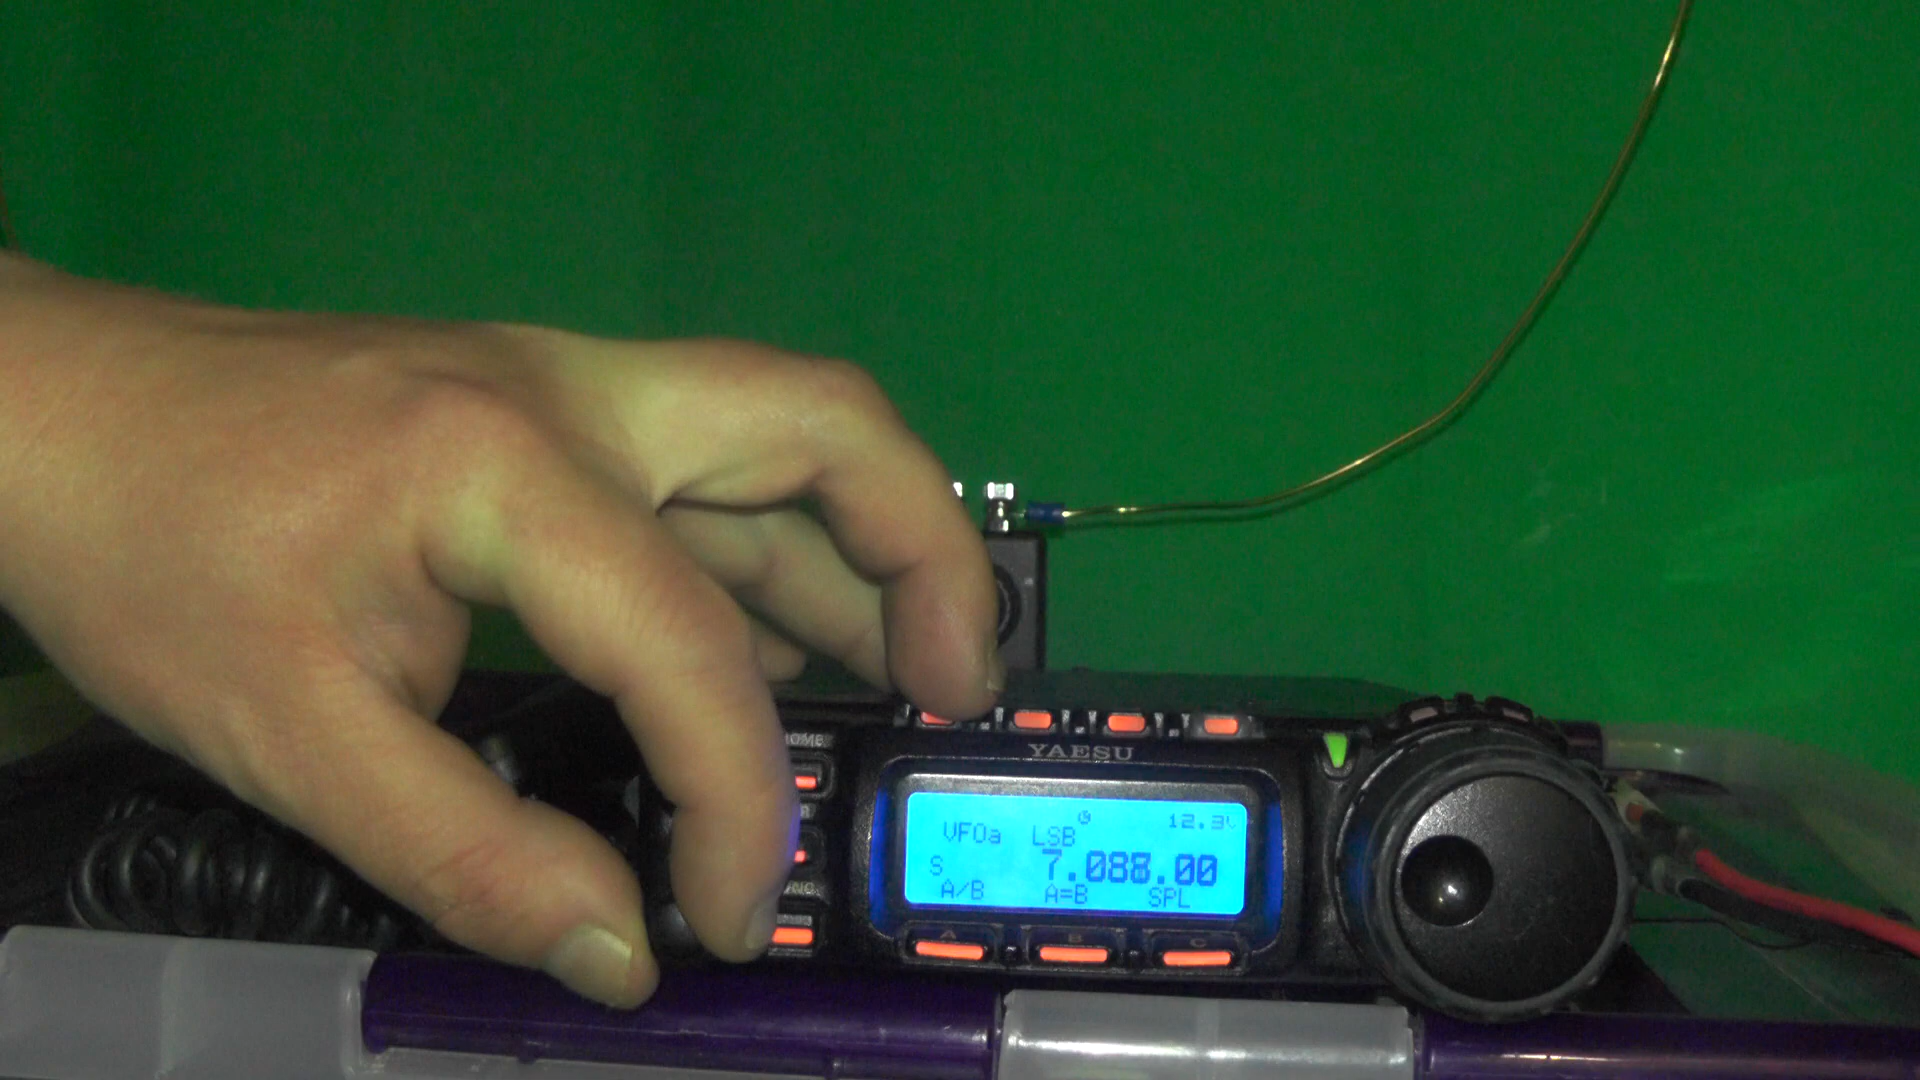 YAESU
VFOa LSB 12.3V
S 7.088.00
A/B A=B SPL
A B C